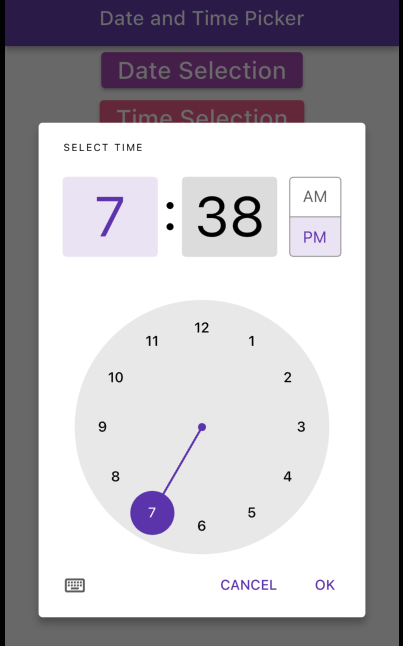 Date and Time Picker
Date Selection
Time Selection
SELECT TIME
7 : 38
AM
PM
12
11 1
10 2
9 3
8 4
7 5
6
CANCEL OK